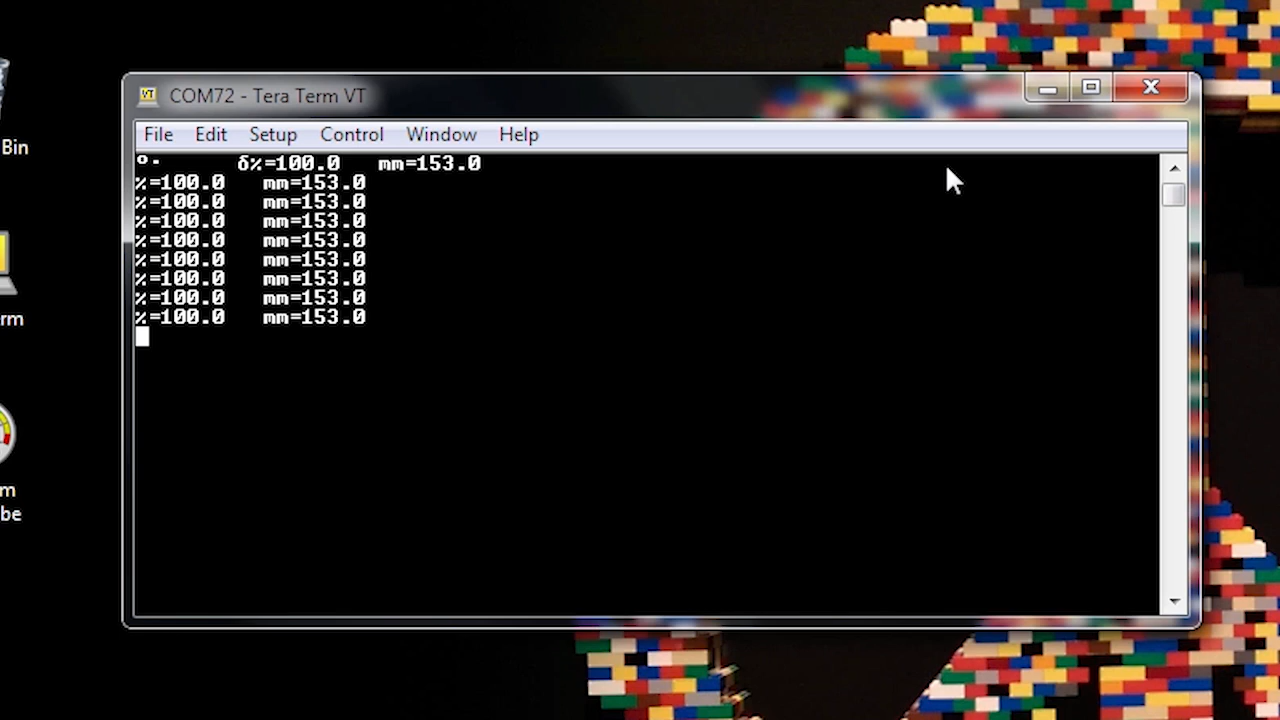 Bin
rm
m
be
COM72 - Tera Term VT
File Edit Setup Control Window Help
º· δ%=100.0 mm=153.0
%=100.0 mm=153.0
%=100.0 mm=153.0
%=100.0 mm=153.0
%=100.0 mm=153.0
%=100.0 mm=153.0
%=100.0 mm=153.0
%=100.0 mm=153.0
%=100.0 mm=153.0